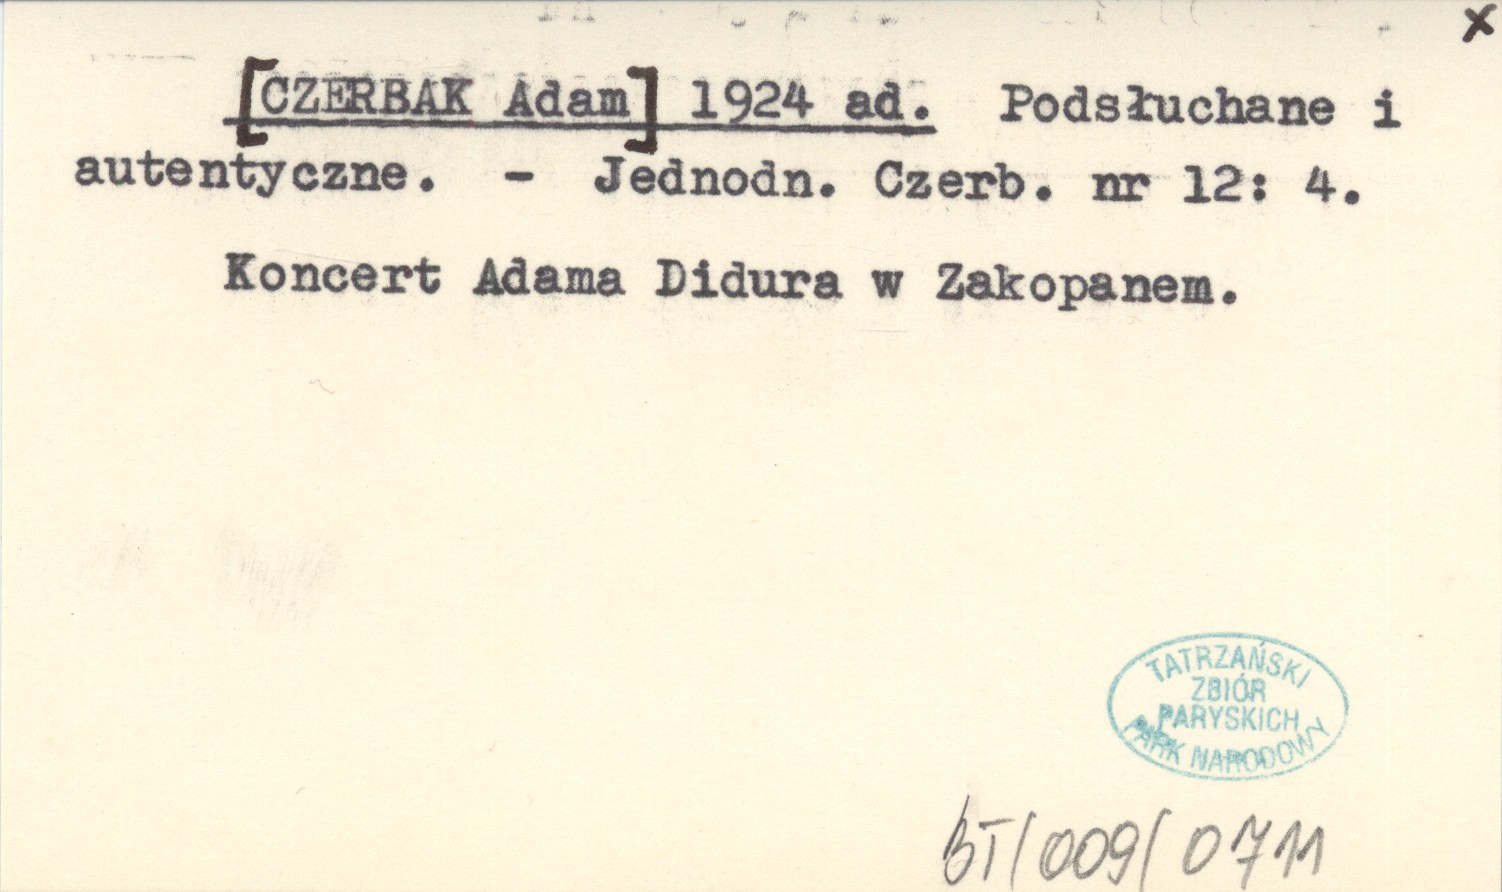 x
[CZERBAK Adam] 1924 ad. Podsłuchane i
autentyczne. - Jednodn. Czerb. nr 12: 4.
Koncert Adama Didura w Zakopanem.
TATRZAŃSKI
ZBIÓR
PARYSKICH
PARK NARODOWY
BT/009/0711